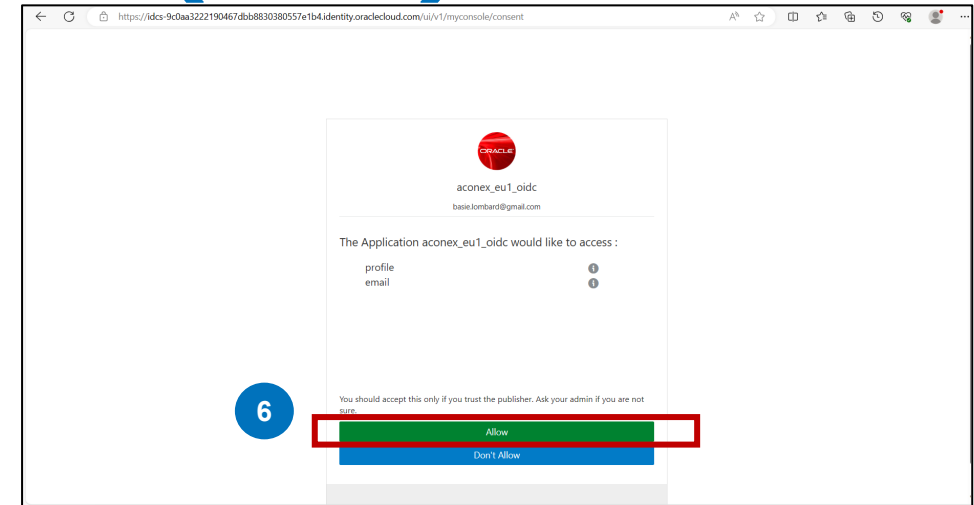 https://idcs-9c0aa3222190467dbb8830380557e1b4.identity.oraclecloud.com/ui/v1/myconsole/consent
ORACLE
aconex_eu1_oidc
basie.lombard@gmail.com
The Application aconex_eu1_oidc would like to access :
profile
email
You should accept this only if you trust the publisher. Ask your admin if you are not
sure.
6
Allow
Don't Allow